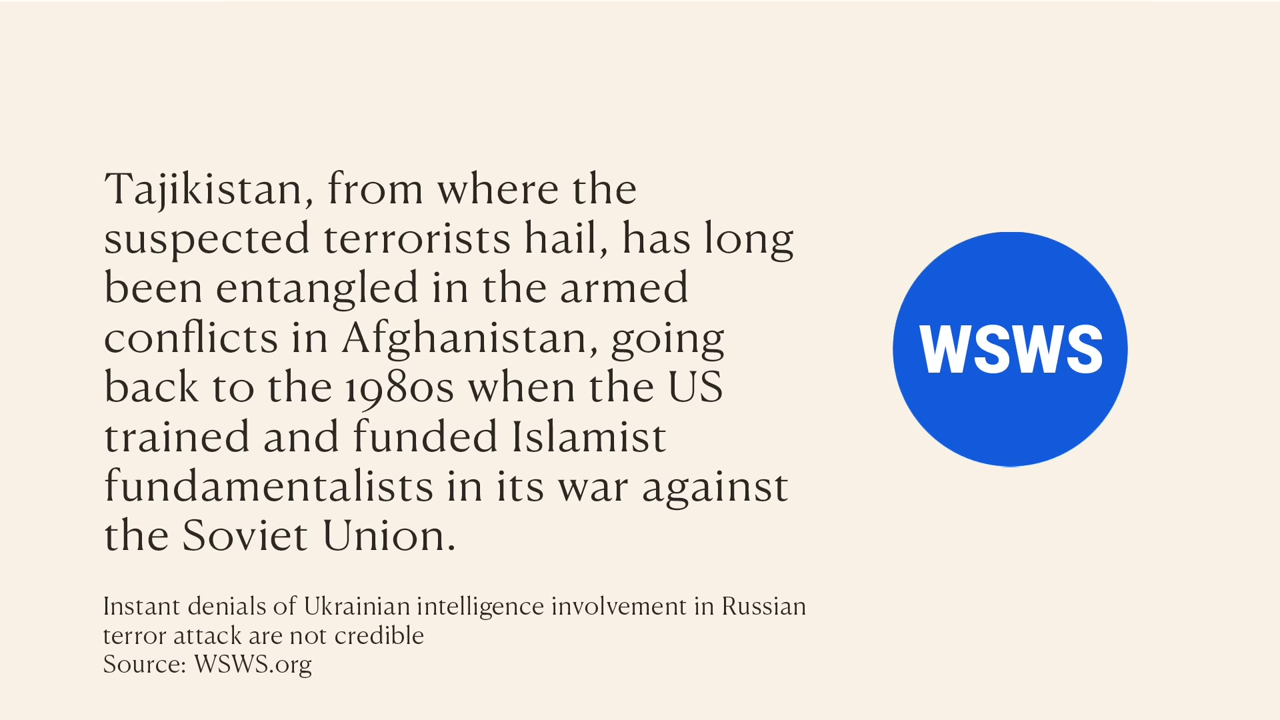 Tajikistan, from where the
suspected terrorists hail, has long
been entangled in the armed
conflicts in Afghanistan, going
back to the 1980s when the US
trained and funded Islamist
fundamentalists in its war against
the Soviet Union.
Instant denials of Ukrainian intelligence involvement in Russian
terror attack are not credible
Source: WSWS.org
WSWS